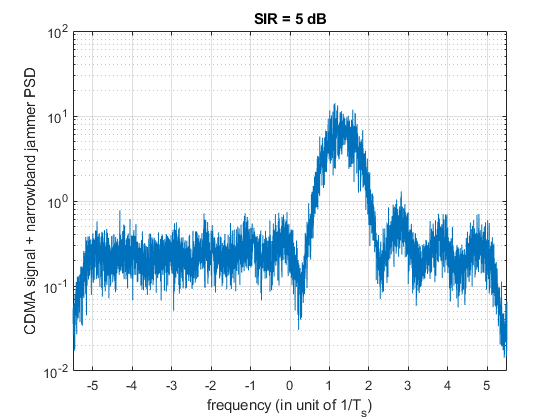 SIR = 5 dB
CDMA signal + narrowband jammer PSD
10^2
10^1
10^0
10^-1
10^-2
-5 -4 -3 -2 -1 0 1 2 3 4 5
frequency (in unit of 1/T_s)